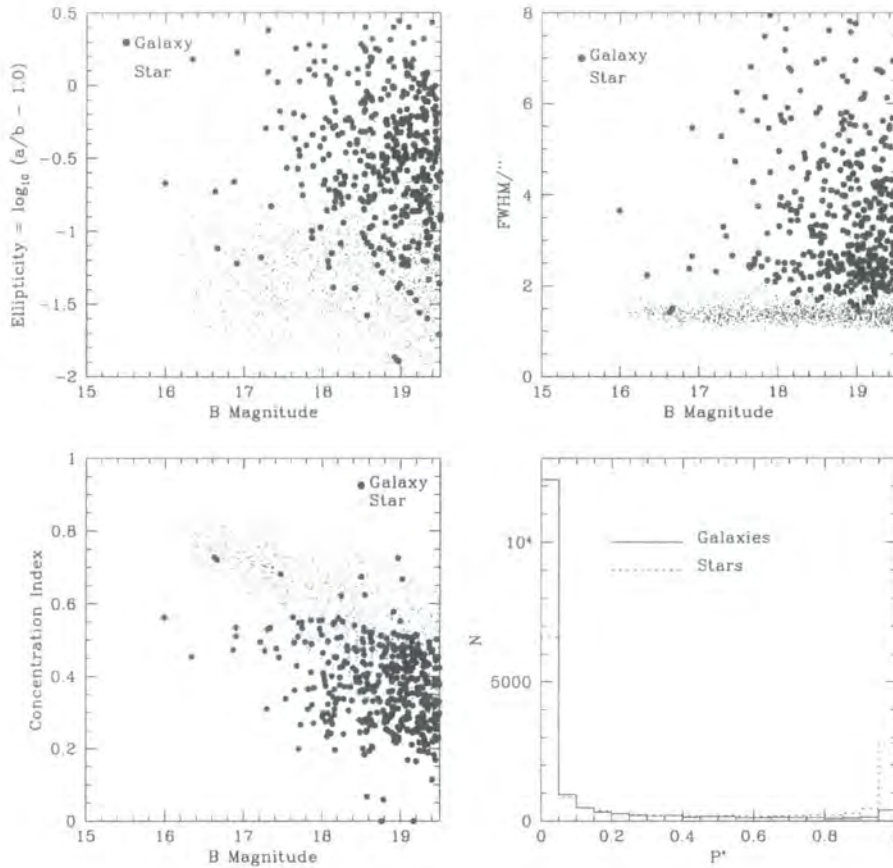 Ellipticity = log₁₀ (a/b − 1.0)
0.5
0
−0.5
−1
−1.5
−2
Galaxy
Star
15 16 17 18 19
B Magnitude
FWHM/″
8
6
4
2
0
Galaxy
Star
15 16 17 18 19
B Magnitude
Concentration Index
1
0.8
0.6
0.4
0.2
0
Galaxy
Star
15 16 17 18 19
B Magnitude
N
10⁴
5000
0
Galaxies
Stars
0 0.2 0.4 0.6 0.8
P*